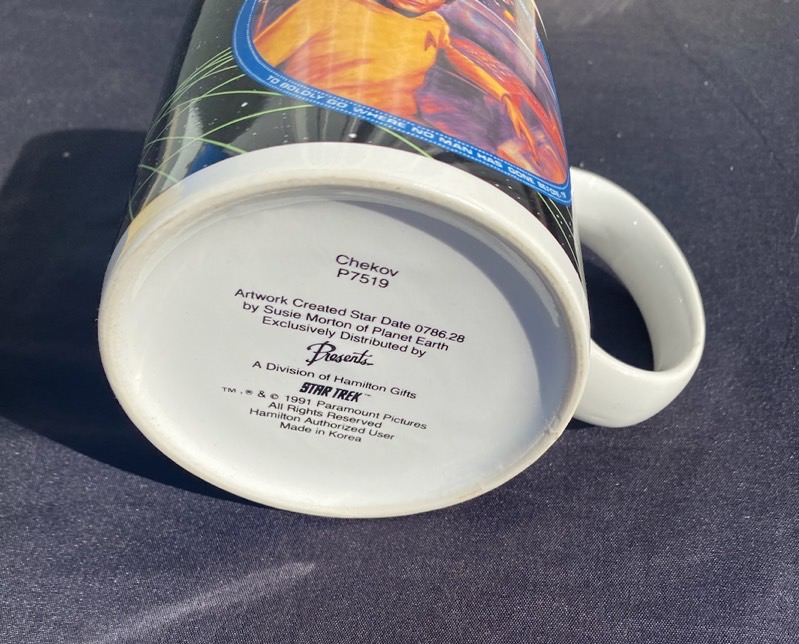 TO BOLDLY GO WHERE NO MAN HAS GONE BEFORE
Chekov
P7519
Artwork Created Star Date 0786.28
by Susie Morton of Planet Earth
Exclusively Distributed by
Presents
A Division of Hamilton Gifts
STAR TREK™
™, ® & © 1991 Paramount Pictures
All Rights Reserved
Hamilton Authorized User
Made in Korea